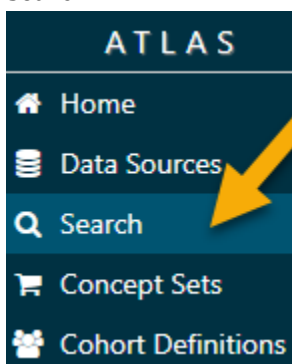 ATLAS
Home
Data Sources
Search
Concept Sets
Cohort Definitions